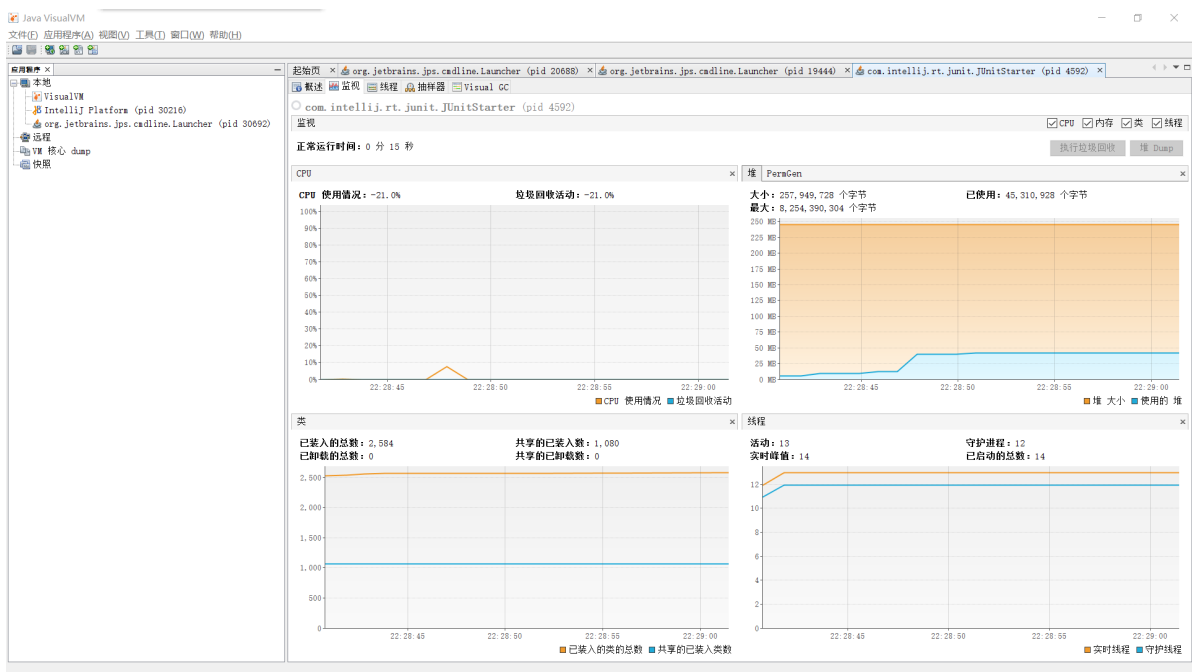 Java VisualVM
文件(F) 应用程序(A) 视图(V) 工具(T) 窗口(W) 帮助(H)
应用程序 ×
本地
VisualVM
IntelliJ Platform (pid 30216)
org.jetbrains.jps.cmdline.Launcher (pid 30692)
远程
VM 核心 dump
快照
起始页 × org.jetbrains.jps.cmdline.Launcher (pid 20688) × org.jetbrains.jps.cmdline.Launcher (pid 19444) × com.intellij.rt.junit.JUnitStarter (pid 4592) ×
概述 监视 线程 抽样器 Visual GC
com.intellij.rt.junit.JUnitStarter (pid 4592)
监视 CPU 内存 类 线程
正常运行时间: 0 分 15 秒 执行垃圾回收 堆 Dump
CPU
CPU 使用情况: -21.0% 垃圾回收活动: -21.0%
100%
90%
80%
70%
60%
50%
40%
30%
20%
10%
0%
22:28:45 22:28:50 22:28:55 22:29:00
CPU 使用情况 垃圾回收活动
堆 PermGen
大小: 257,949,728 个字节 已使用: 45,310,928 个字节
最大: 8,254,390,304 个字节
250 MB
225 MB
200 MB
175 MB
150 MB
125 MB
100 MB
75 MB
50 MB
25 MB
0 MB
22:28:45 22:28:50 22:28:55 22:29:00
堆 大小 使用的 堆
类
已装入的总数: 2,584 共享的已装入数: 1,080
已卸载的总数: 0 共享的已卸载数: 0
2,500
2,000
1,500
1,000
500
0
22:28:45 22:28:50 22:28:55 22:29:00
已装入的类的总数 共享的已装入类数
线程
活动: 13 守护进程: 12
实时峰值: 14 已启动的总数: 14
12
10
8
6
4
2
0
22:28:45 22:28:50 22:28:55 22:29:00
实时线程 守护线程